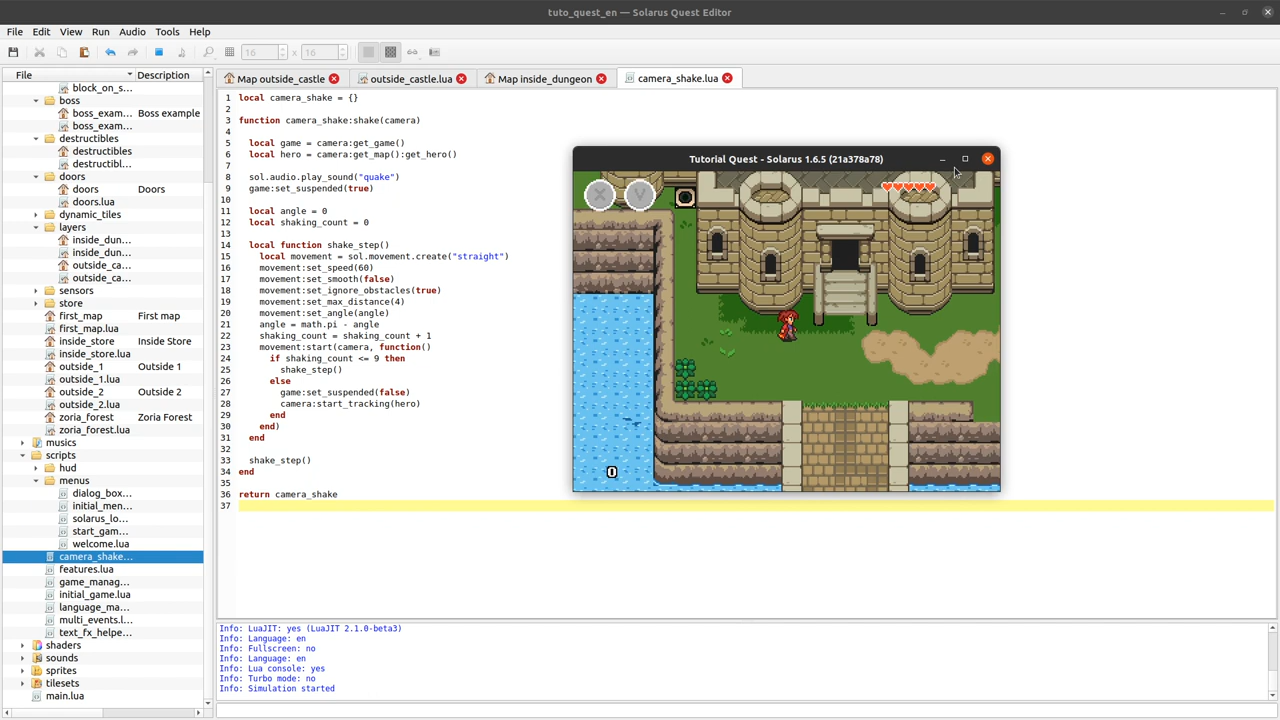 tuto_quest_en — Solarus Quest Editor
File Edit View Run Audio Tools Help
16 x 16
File Description
block_on_s...
boss
boss_exam... Boss example
boss_exam...
destructibles
destructibles
destructibl...
doors
doors Doors
doors.lua
dynamic_tiles
layers
inside_dun...
inside_dun...
outside_ca...
outside_ca...
sensors
store
first_map First map
first_map.lua
inside_store Inside Store
inside_store.lua
outside_1 Outside 1
outside_1.lua
outside_2 Outside 2
outside_2.lua
zoria_forest Zoria Forest
zoria_forest.lua
musics
scripts
hud
menus
dialog_box...
initial_men...
solarus_lo...
start_gam...
welcome.lua
camera_shake...
features.lua
game_manag...
initial_game.lua
language_ma...
multi_events.l...
text_fx_helpe...
shaders
sounds
sprites
tilesets
main.lua
Map outside_castle outside_castle.lua Map inside_dungeon camera_shake.lua
1 local camera_shake = {}
2
3 function camera_shake:shake(camera)
4
5 local game = camera:get_game()
6 local hero = camera:get_map():get_hero()
7
8 sol.audio.play_sound("quake")
9 game:set_suspended(true)
10
11 local angle = 0
12 local shaking_count = 0
13
14 local function shake_step()
15 local movement = sol.movement.create("straight")
16 movement:set_speed(60)
17 movement:set_smooth(false)
18 movement:set_ignore_obstacles(true)
19 movement:set_max_distance(4)
20 movement:set_angle(angle)
21 angle = math.pi - angle
22 shaking_count = shaking_count + 1
23 movement:start(camera, function()
24 if shaking_count <= 9 then
25 shake_step()
26 else
27 game:set_suspended(false)
28 camera:start_tracking(hero)
29 end
30 end)
31 end
32
33 shake_step()
34 end
35
36 return camera_shake
37
Tutorial Quest - Solarus 1.6.5 (21a378a78)
X V
0
Info: LuaJIT: yes (LuaJIT 2.1.0-beta3)
Info: Language: en
Info: Fullscreen: no
Info: Language: en
Info: Lua console: yes
Info: Turbo mode: no
Info: Simulation started